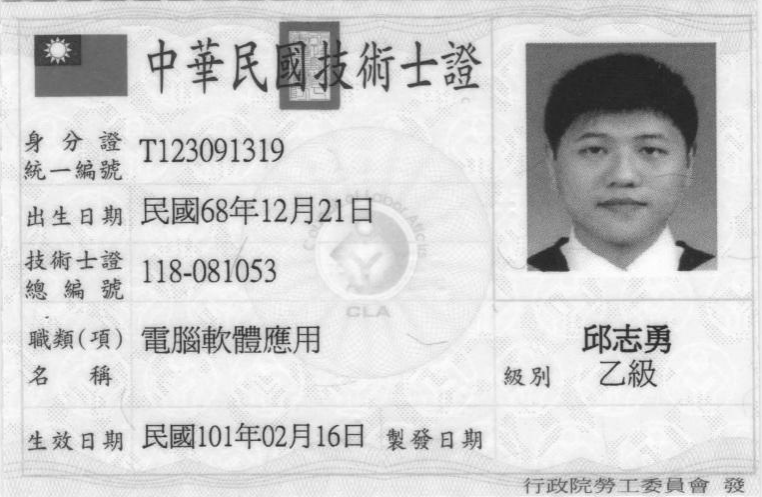 中華民國技術士證
身分證
統一編號 T123091319
出生日期 民國68年12月21日
技術士證
總編號 118-081053
Council of Labor Affairs
CLA
職類(項)
名稱 電腦軟體應用
邱志勇
級別 乙級
生效日期 民國101年02月16日 製發日期
行政院勞工委員會 發